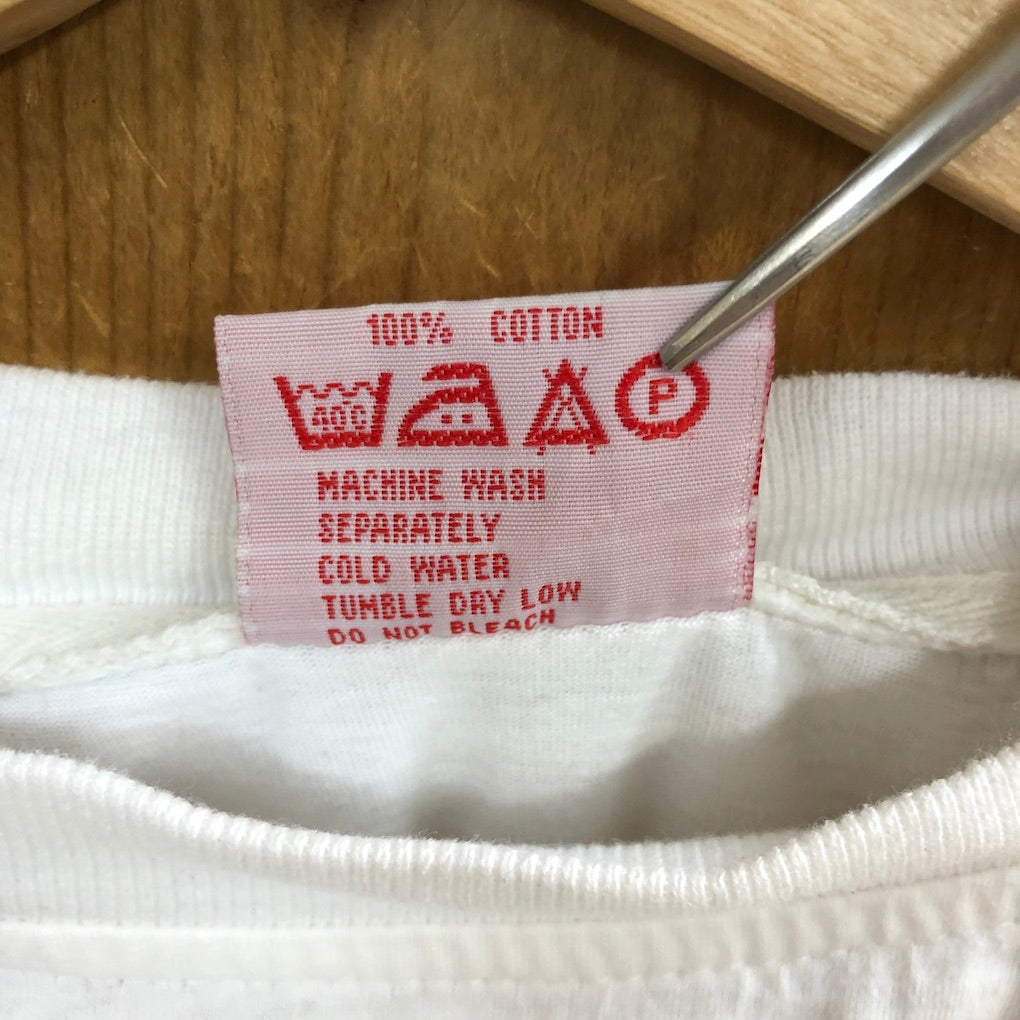 100% COTTON
40°C P
MACHINE WASH
SEPARATELY
COLD WATER
TUMBLE DRY LOW
DO NOT BLEACH